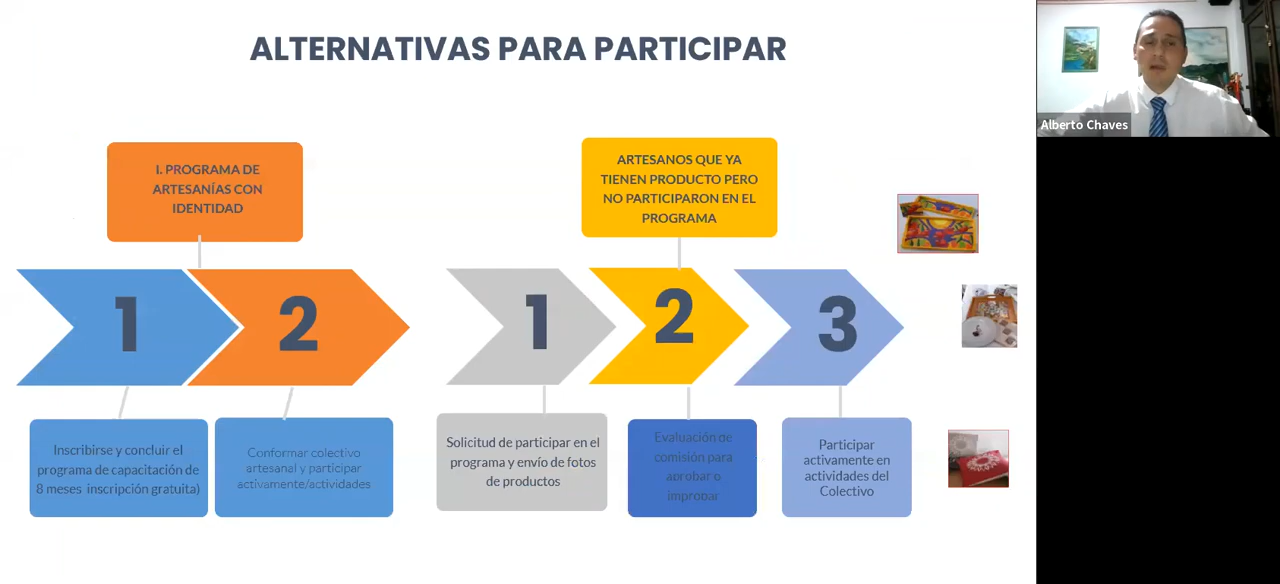 ALTERNATIVAS PARA PARTICIPAR
Alberto Chaves
I. PROGRAMA DE
ARTESANÍAS CON
IDENTIDAD
1
2
Inscribirse y concluir el
programa de capacitación de
8 meses inscripción gratuita)
Conformar colectivo
artesanal y participar
activamente/actividades
ARTESANOS QUE YA
TIENEN PRODUCTO PERO
NO PARTICIPARON EN EL
PROGRAMA
1
2
3
Solicitud de participar en el
programa y envío de fotos
de productos
Evaluación de
comisión para
aprobar o
improbar
Participar
activamente en
actividades del
Colectivo